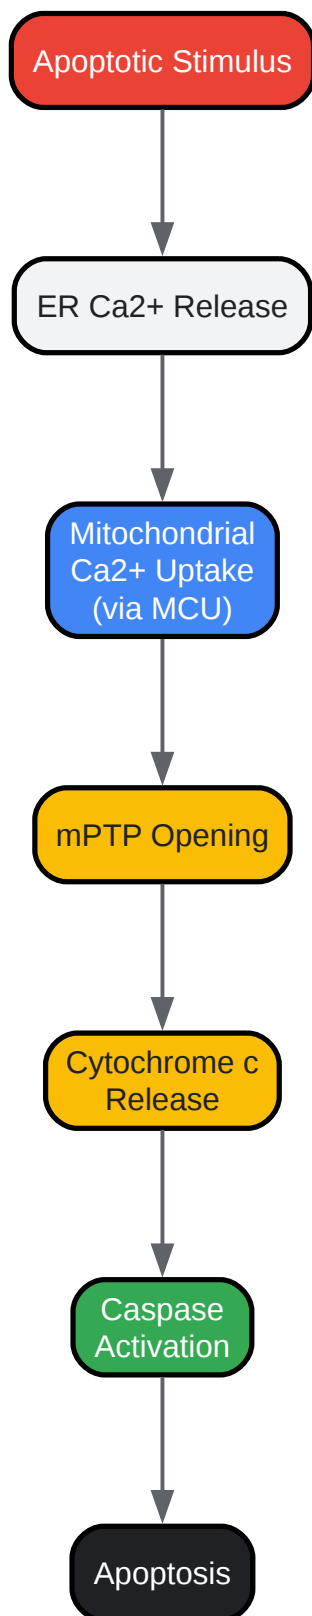 Apoptotic Stimulus
ER Ca2+ Release
Mitochondrial
Ca2+ Uptake
(via MCU)
mPTP Opening
Cytochrome c
Release
Caspase
Activation
Apoptosis